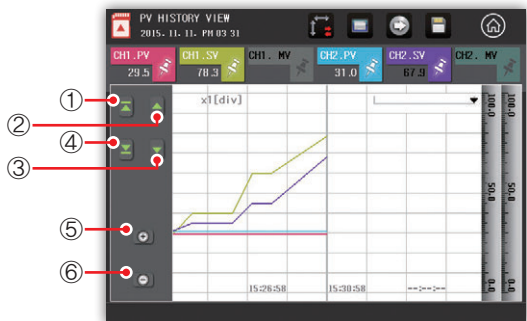 PV HISTORY VIEW
2015. 11. 11. PM 03 31
CH1.PV
29.5
CH1.SV
78.3
CH1. MV
CH2.PV
31.0
CH2.SV
67.9
CH2. MV
①
②
④
③
⑤
⑥
x1[div]
100.0
50.0
0.0
100.0
50.0
0.0
15:26:58
15:30:58
--:--:--